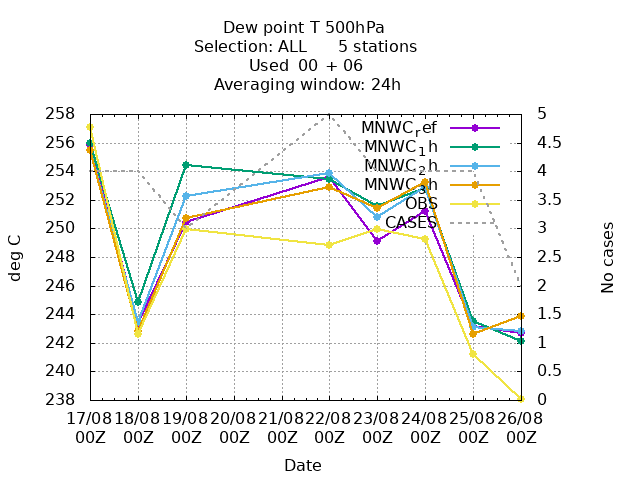 Dew point T 500hPa
Selection: ALL 5 stations
Used 00 + 06
Averaging window: 24h
258
256
254
252
250
248
246
244
242
240
238
deg C
5
4.5
4
3.5
3
2.5
2
1.5
1
0.5
0
No cases
MNWCref
MNWC1h
MNWC2h
MNWC3h
OBS
CASES
17/08 18/08 19/08 20/08 21/08 22/08 23/08 24/08 25/08 26/08
00Z 00Z 00Z 00Z 00Z 00Z 00Z 00Z 00Z 00Z
Date